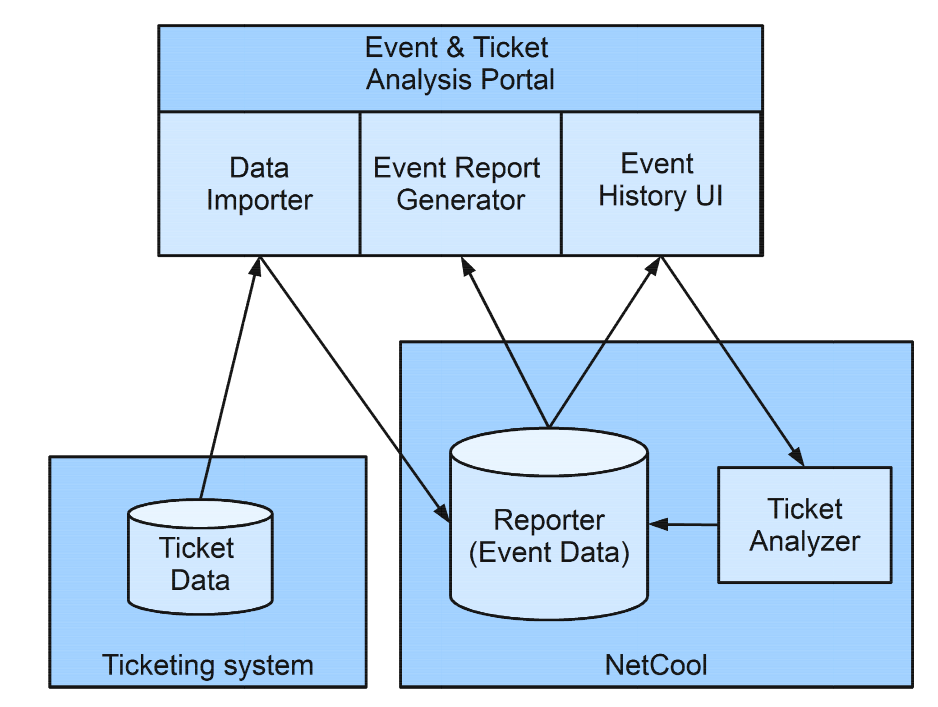 Event & Ticket
Analysis Portal
Data
Importer
Event Report
Generator
Event
History UI
Reporter
(Event Data)
Ticket
Analyzer
Ticket
Data
Ticketing system
NetCool